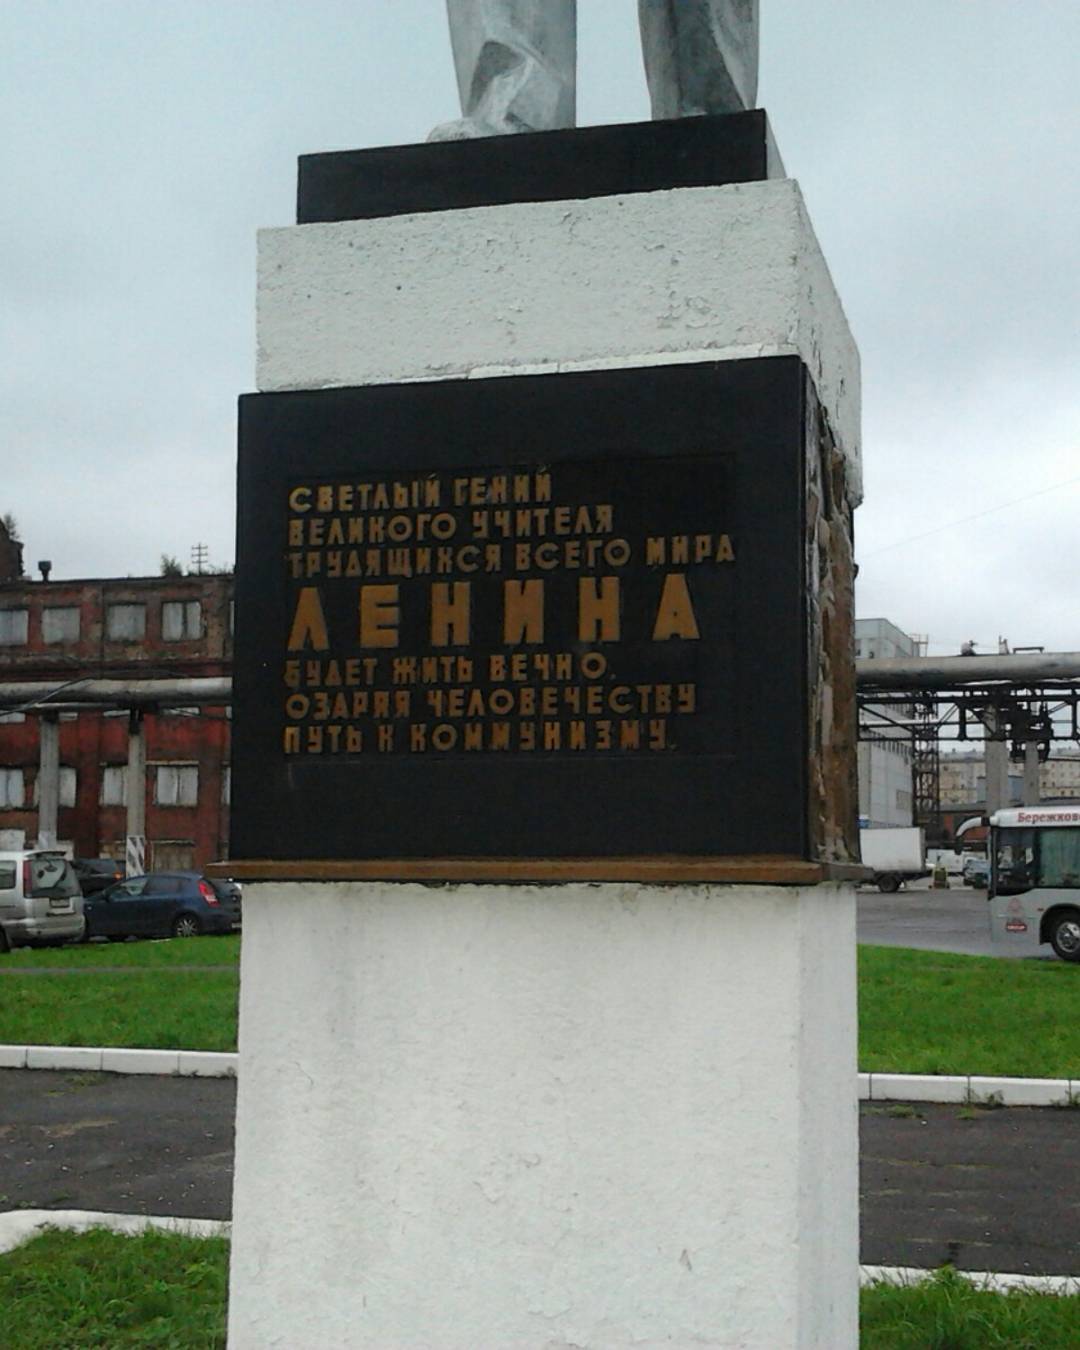 СВЕТЛЫЙ ГЕНИЙ
ВЕЛИКОГО УЧИТЕЛЯ
ТРУДЯЩИХСЯ ВСЕГО МИРА
ЛЕНИНА
БУДЕТ ЖИТЬ ВЕЧНО.
ОЗАРЯЯ ЧЕЛОВЕЧЕСТВУ
ПУТЬ К КОММУНИЗМУ.